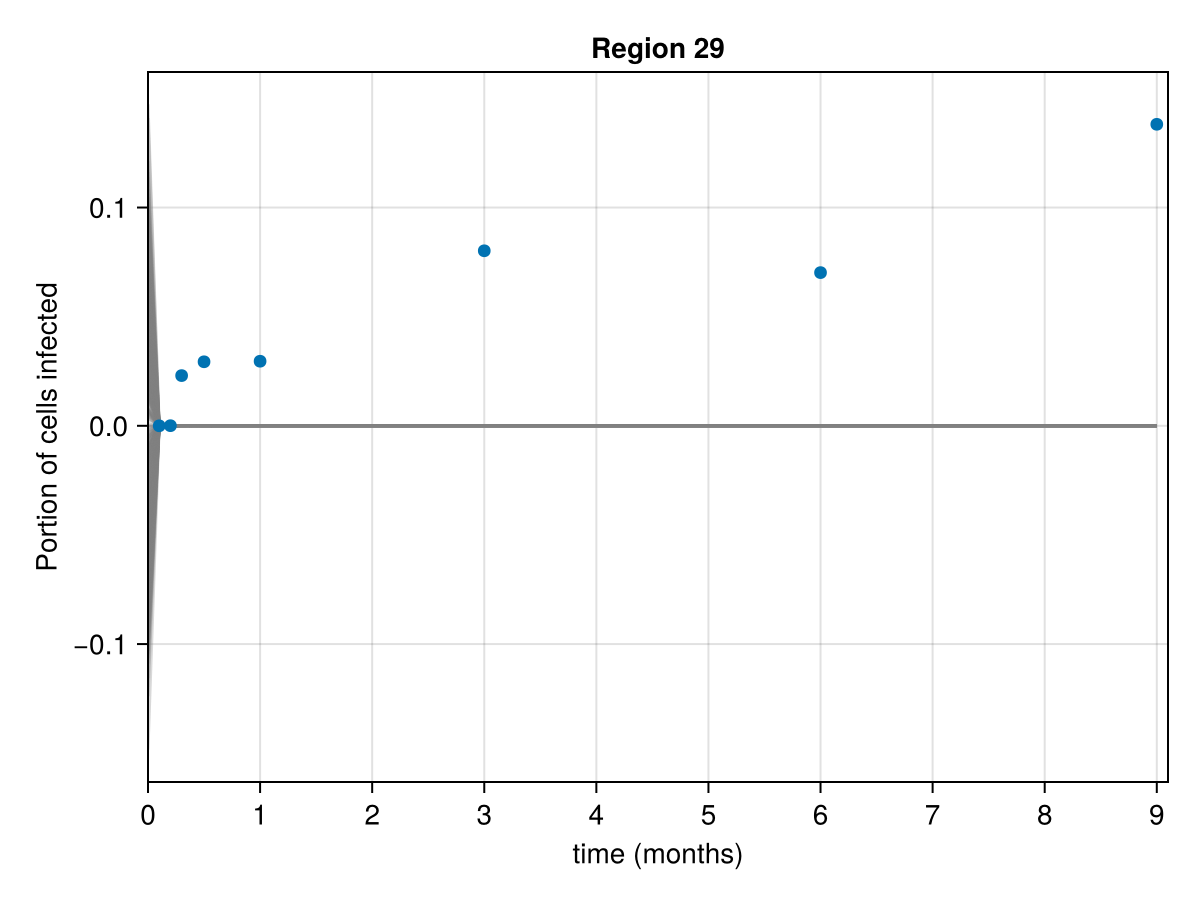 Region 29
Portion of cells infected
0.1
0.0
−0.1
0 1 2 3 4 5 6 7 8 9
time (months)